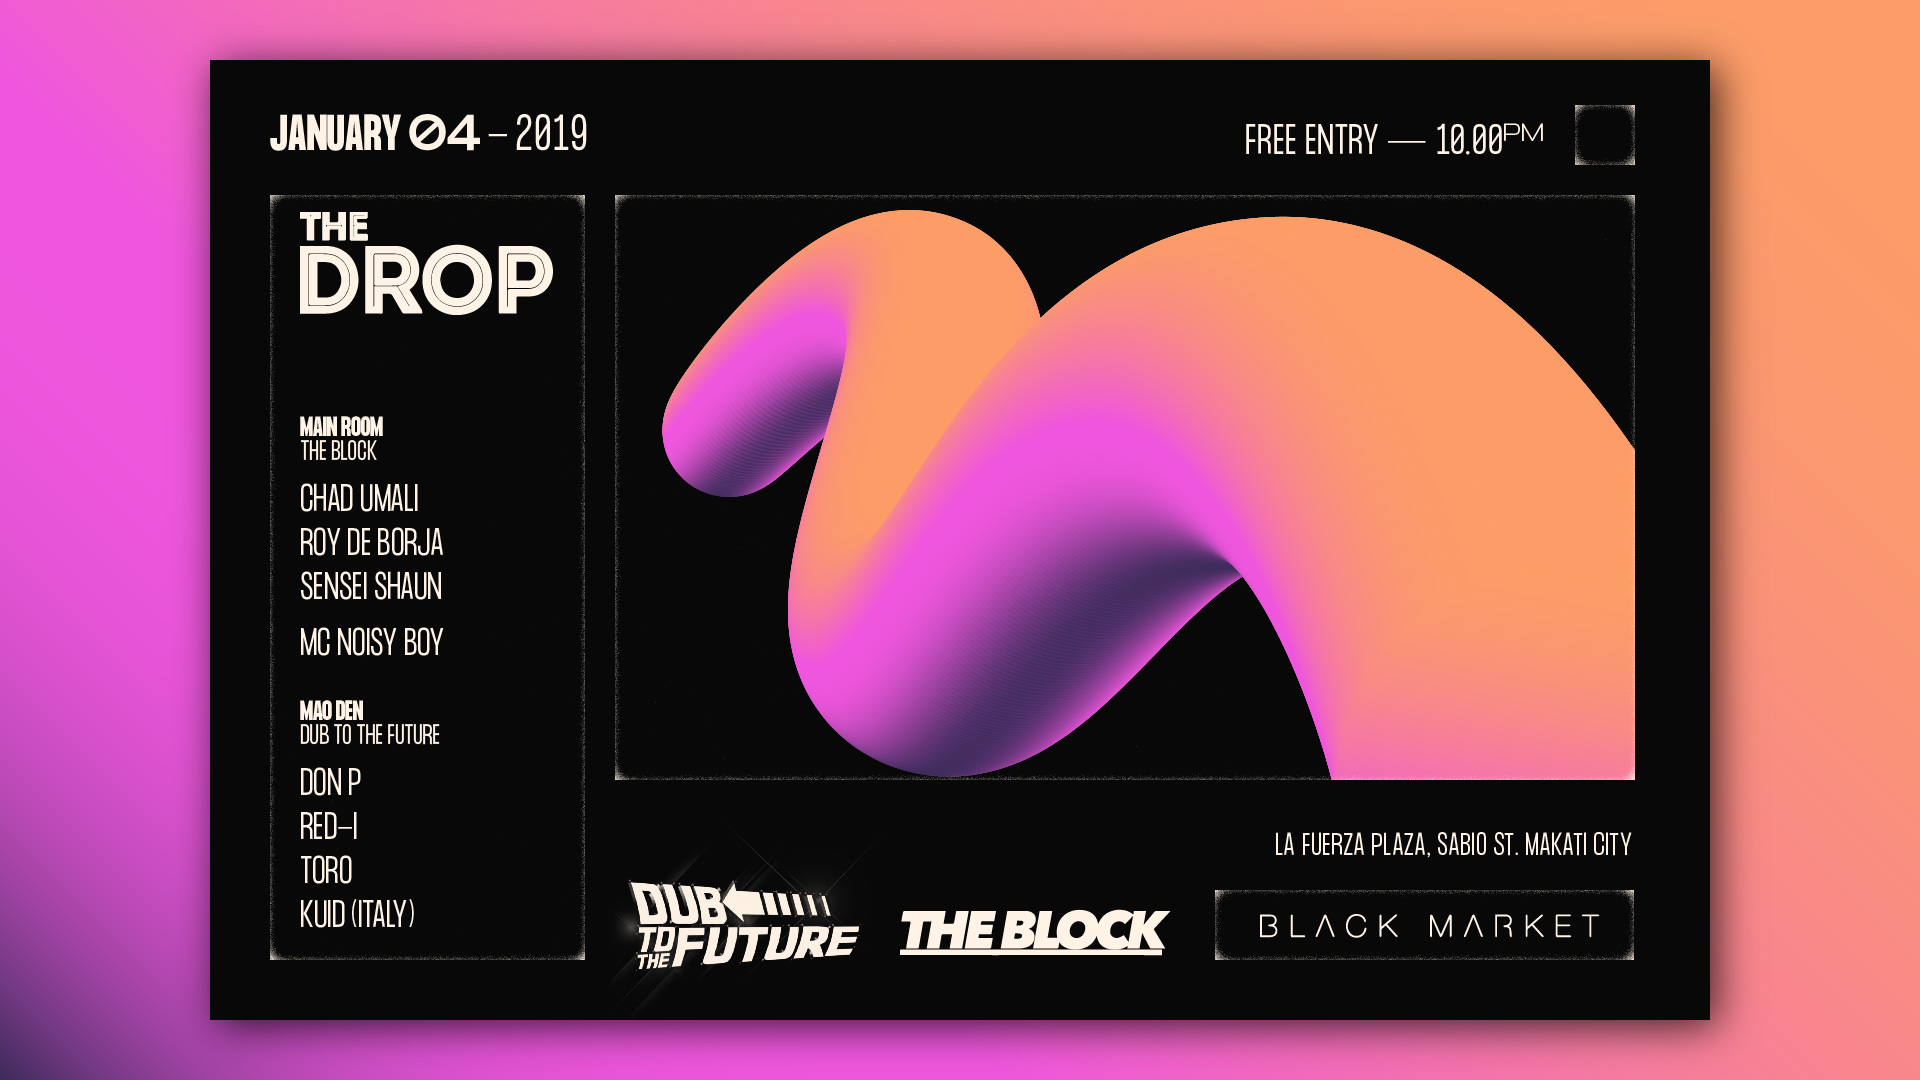 JANUARY 04 – 2019
FREE ENTRY — 10.00PM
THE
DROP
MAIN ROOM
THE BLOCK
CHAD UMALI
ROY DE BORJA
SENSEI SHAUN
MC NOISY BOY
MAO DEN
DUB TO THE FUTURE
DON P
RED–I
TORO
KUID (ITALY)
LA FUERZA PLAZA, SABIO ST. MAKATI CITY
DUB
TO THE FUTURE
THE BLOCK
BLACK MARKET